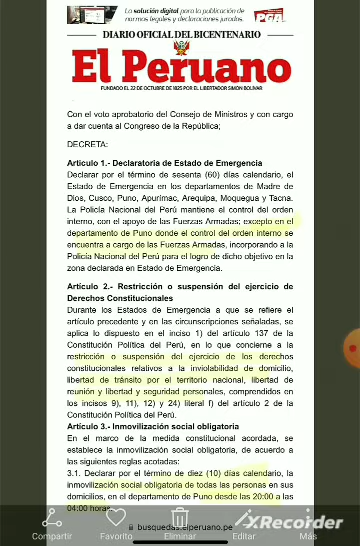 La solución digital para la publicación de
normas legales y declaraciones juradas.
PGA
DIARIO OFICIAL DEL BICENTENARIO
El Peruano
FUNDADO EL 22 DE OCTUBRE DE 1825 POR EL LIBERTADOR SIMÓN BOLÍVAR
Con el voto aprobatorio del Consejo de Ministros y con cargo
a dar cuenta al Congreso de la República;
DECRETA:
Artículo 1.- Declaratoria de Estado de Emergencia
Declarar por el término de sesenta (60) días calendario, el
Estado de Emergencia en los departamentos de Madre de
Dios, Cusco, Puno, Apurímac, Arequipa, Moquegua y Tacna.
La Policía Nacional del Perú mantiene el control del orden
interno, con el apoyo de las Fuerzas Armadas; excepto en el
departamento de Puno donde el control del orden interno se
encuentra a cargo de las Fuerzas Armadas, incorporando a la
Policía Nacional del Perú para el logro de dicho objetivo en la
zona declarada en Estado de Emergencia.
Artículo 2.- Restricción o suspensión del ejercicio de
Derechos Constitucionales
Durante los Estados de Emergencia a que se refiere el
artículo precedente y en las circunscripciones señaladas, se
aplica lo dispuesto en el inciso 1) del artículo 137 de la
Constitución Política del Perú, en lo que concierne a la
restricción o suspensión del ejercicio de los derechos
constitucionales relativos a la inviolabilidad de domicilio,
libertad de tránsito por el territorio nacional, libertad de
reunión y libertad y seguridad personales, comprendidos en
los incisos 9), 11), 12) y 24) literal f) del artículo 2 de la
Constitución Política del Perú.
Artículo 3.- Inmovilización social obligatoria
En el marco de la medida constitucional acordada, se
establece la inmovilización social obligatoria, de acuerdo a
las siguientes reglas acotadas:
3.1. Declarar por el término de diez (10) días calendario, la
inmovilización social obligatoria de todas las personas en sus
domicilios, en el departamento de Puno desde las 20:00 a las
04:00 horas.
XRecorder
busquedas.elperuano.pe
Compartir Favorito Eliminar Editar Más